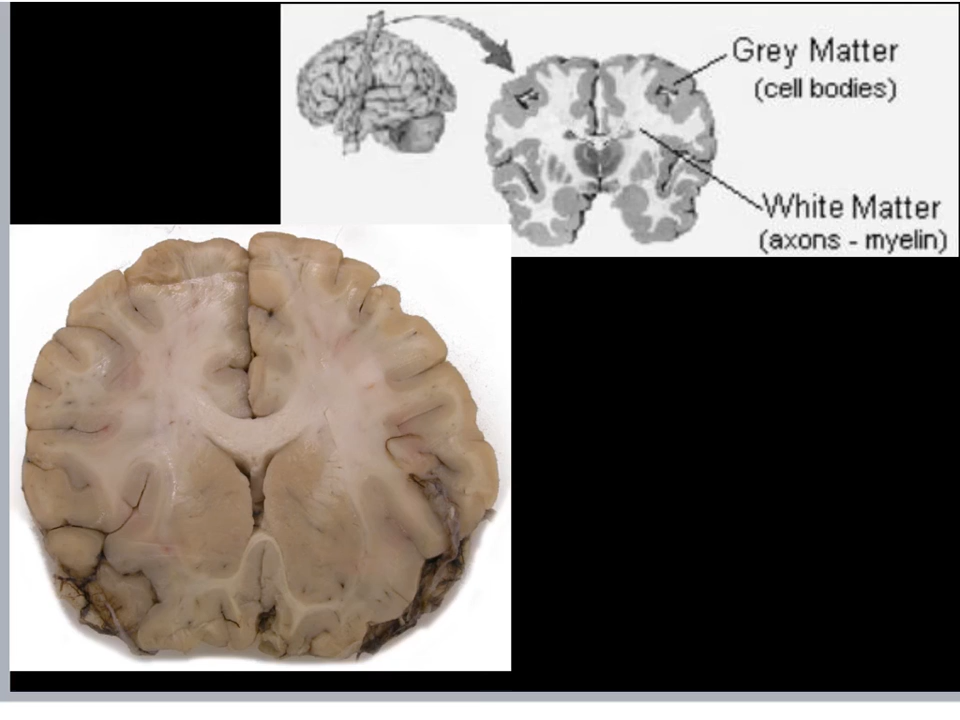 Grey Matter
(cell bodies)
White Matter
(axons - myelin)